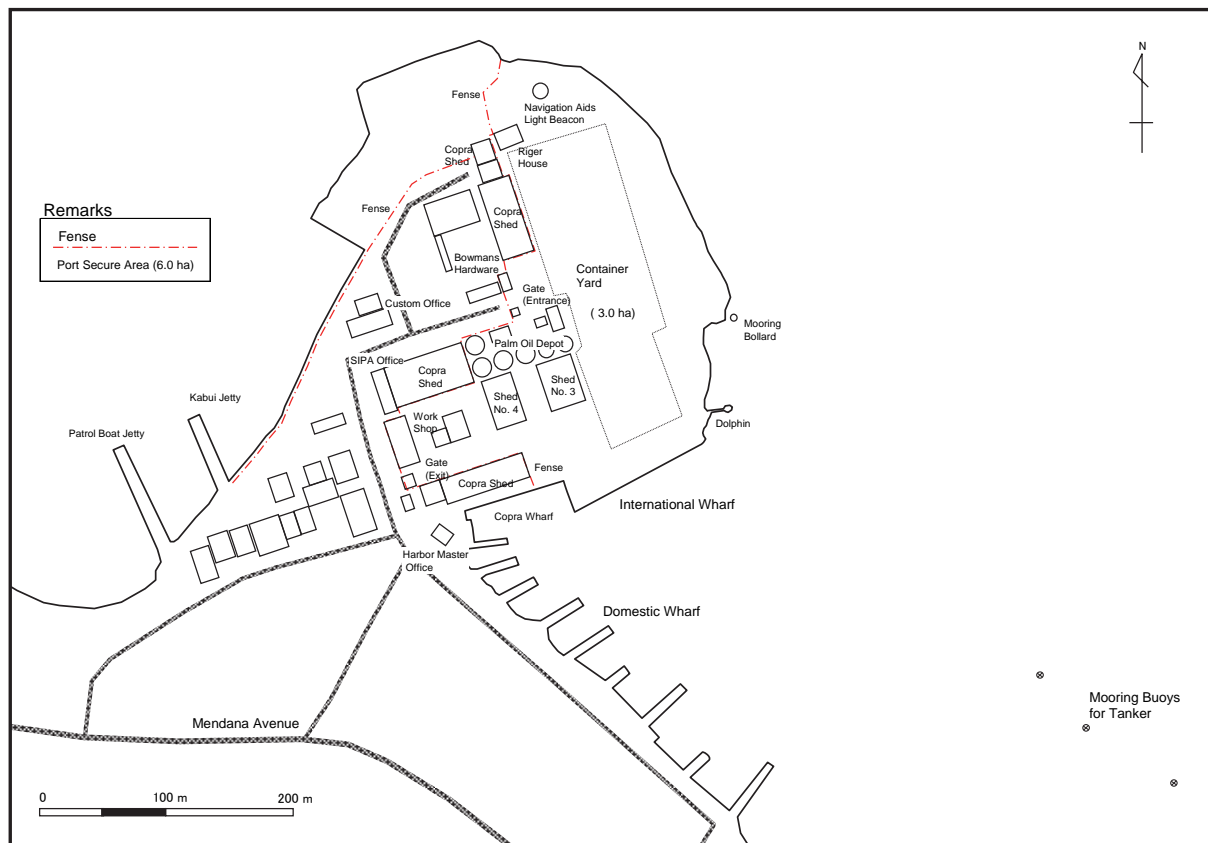 N
Fense
Navigation Aids
Light Beacon
Copra
Shed
Riger
House
Remarks
Fense
Port Secure Area (6.0 ha)
Fense
Copra
Shed
Bowmans
Hardware
Container
Yard
( 3.0 ha)
Gate
(Entrance)
Custom Office
Mooring
Bollard
Palm Oil Depot
SIPA Office
Copra
Shed
Shed
No. 3
Shed
No. 4
Kabui Jetty
Work
Shop
Dolphin
Patrol Boat Jetty
Gate
(Exit)
Fense
Copra Shed
International Wharf
Copra Wharf
Harbor Master
Office
Domestic Wharf
Mooring Buoys
for Tanker
Mendana Avenue
0 100 m 200 m